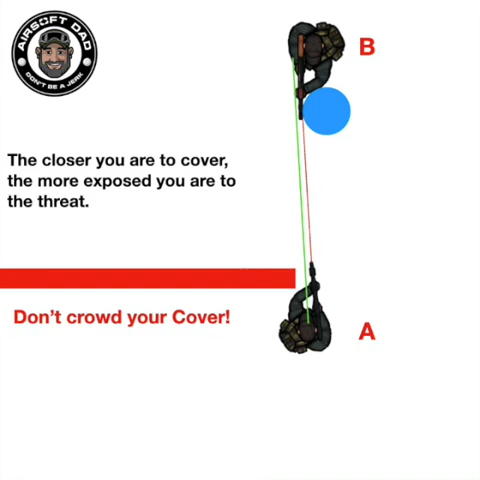 AIRSOFT DAD
DON'T BE A JERK
B
The closer you are to cover,
the more exposed you are to
the threat.
Don't crowd your Cover!
A